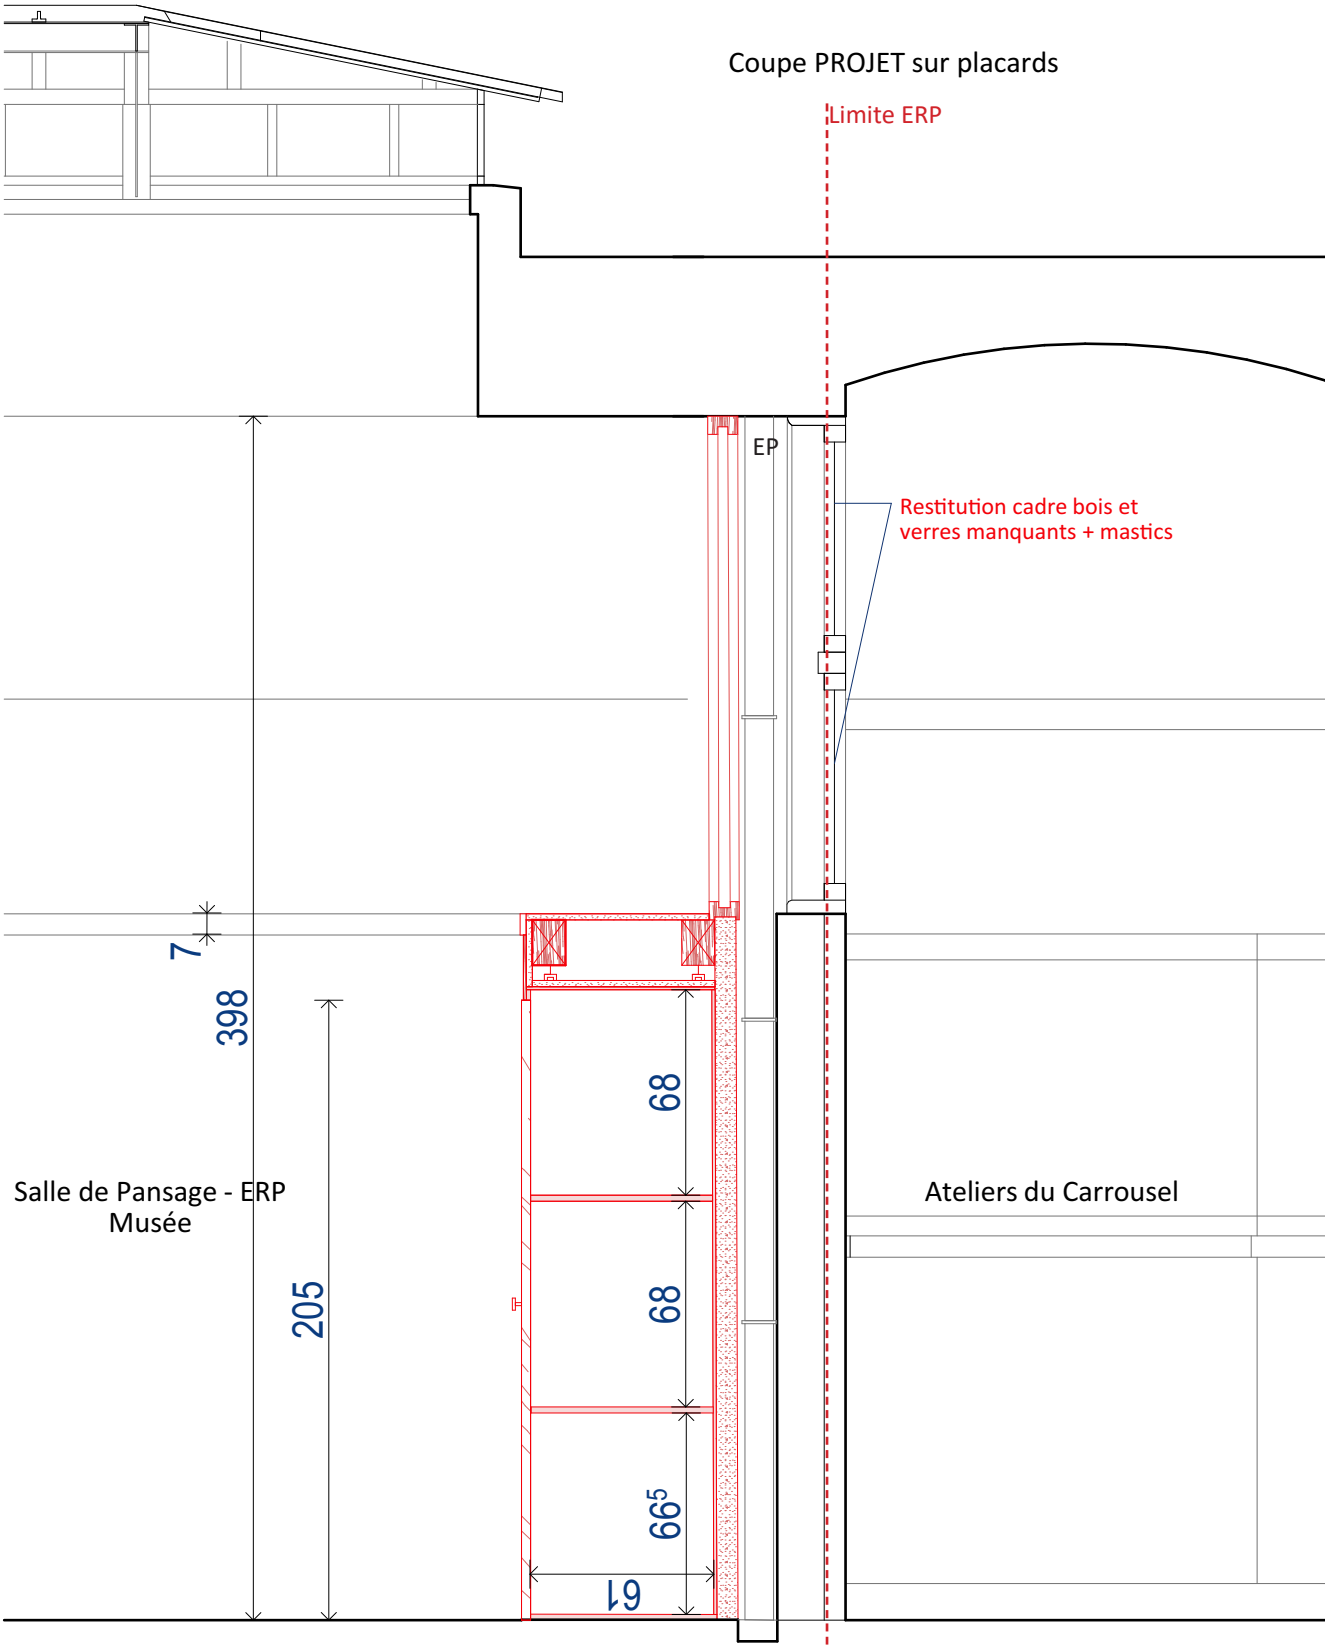 Coupe PROJET sur placards
Limite ERP
EP
Restitution cadre bois et
verres manquants + mastics
7
398
68
Salle de Pansage - ERP
Musée
Ateliers du Carrousel
205
68
66⁵
61